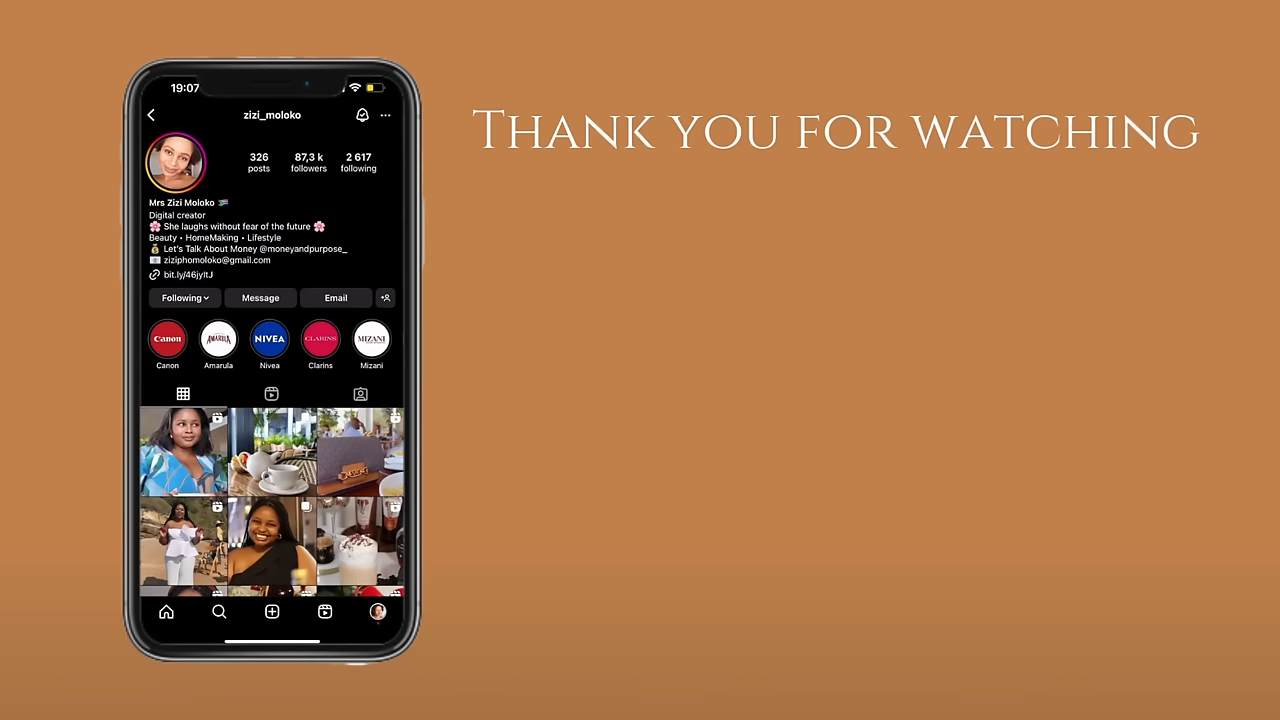 19:07
zizi_moloko
THANK YOU FOR WATCHING
326 87,3 k 2 617
posts followers following
Mrs Zizi Moloko 🇿🇦
Digital creator
🌸 She laughs without fear of the future 🌸
Beauty • HomeMaking • Lifestyle
💰 Let's Talk About Money @moneyandpurpose_
📧 ziziphomoloko@gmail.com
bit.ly/46jyItJ
Following Message Email
Canon AMARULA NIVEA CLARINS MIZANI
Canon Amarula Nivea Clarins Mizani